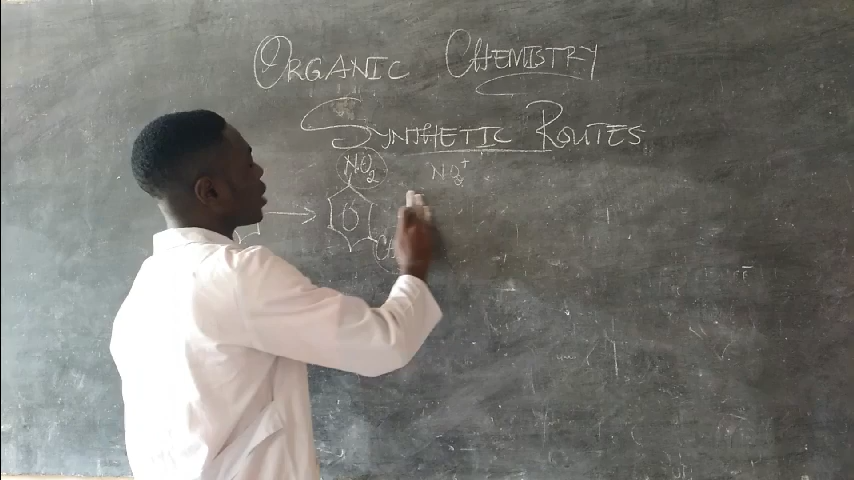 ORGANIC CHEMISTRY
SYNTHETIC ROUTES
NO₂ NO₂⁺